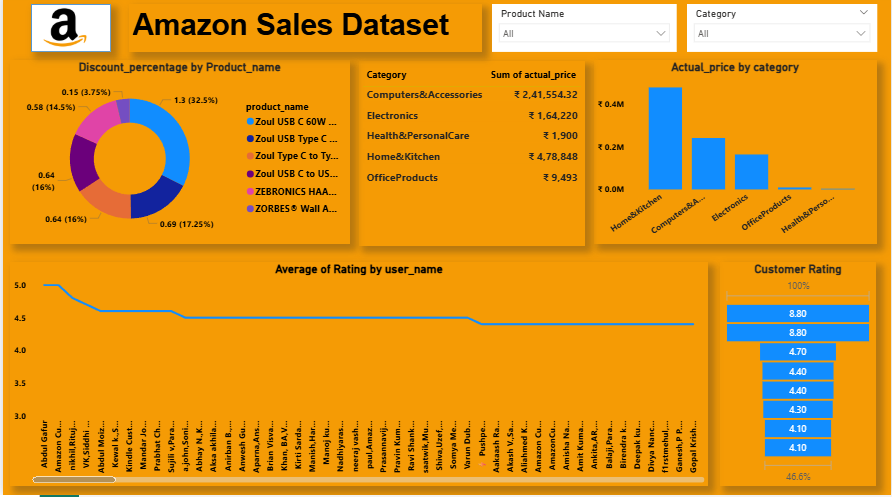 a
Amazon Sales Dataset
Product Name
All
Category
All
Discount_percentage by Product_name
0.15 (3.75%)
0.58 (14.5%)
1.3 (32.5%)
0.64
(16%)
0.64 (16%)
0.69 (17.25%)
product_name
Zoul USB C 60W ...
Zoul USB Type C ...
Zoul Type C to Ty...
Zoul USB C to US...
ZEBRONICS HAA...
ZORBES® Wall A...
Category Sum of actual_price
Computers&Accessories ₹ 2,41,554.32
Electronics ₹ 1,64,220
Health&PersonalCare ₹ 1,900
Home&Kitchen ₹ 4,78,848
OfficeProducts ₹ 9,493
Actual_price by category
₹ 0.4M
₹ 0.2M
₹ 0.0M
Home&Kitchen
Computers&A...
Electronics
OfficeProducts
Health&Perso...
Average of Rating by user_name
5.0
4.5
4.0
3.5
3.0
Abdul Gafur
Amazon Cu...
nikhil,Rituj...
VK,Siddhi ...
Abdul Moiz...
Kewal k.,S...
Kindle Cust...
Mandar Jo...
Prabhat Ch...
Sujili v,Para...
a.john,Soni...
Abhay N.,K...
Aksa akhila...
Anirban B.,...
Anwesh Gu...
Aparna,Ans...
Brian Visva...
Khan, BA,V...
Kirti Sarda...
Manish,Har...
Manoj ku...
Nadhiyaras...
neeraj vash...
paul,Amaz...
Prasannavij...
Pravin Kum...
Ravi Shank...
saatwik,Mu...
Shiva,Uzef,...
Somya Me...
Varun Dub...
Pushpe...
Aakaash Ra...
Akash V.,Sa...
Aliahmed K...
Amazon Cu...
AmazonCu...
Amisha Na...
Amit Kuma...
Ankita,AR,...
Balaji,Para...
Birendra k...
Deepak ku...
Divya Nanc...
f1rstmehul,...
Ganesh,P P...
Gopal Krish...
Customer Rating
100%
8.80
8.80
4.70
4.40
4.40
4.30
4.10
4.10
46.6%